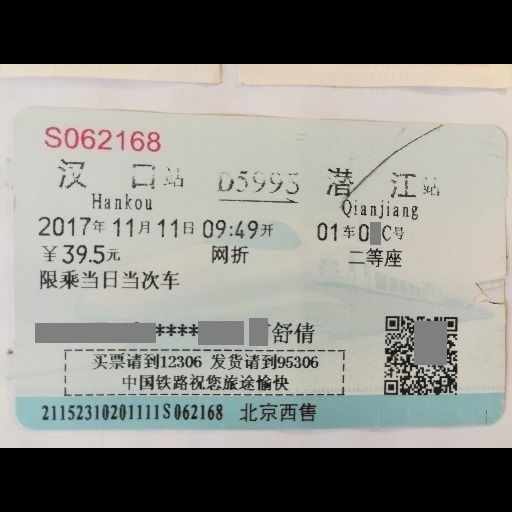 S062168
汉口站 D5995 潜江站
Hankou Qianjiang
2017年11月11日09:49开 01车0 C号
￥39.5元 网折 二等座
限乘当日当次车
**** 舒倩
买票请到12306 发货请到95306
中国铁路祝您旅途愉快
21152310201111S062168 北京西售